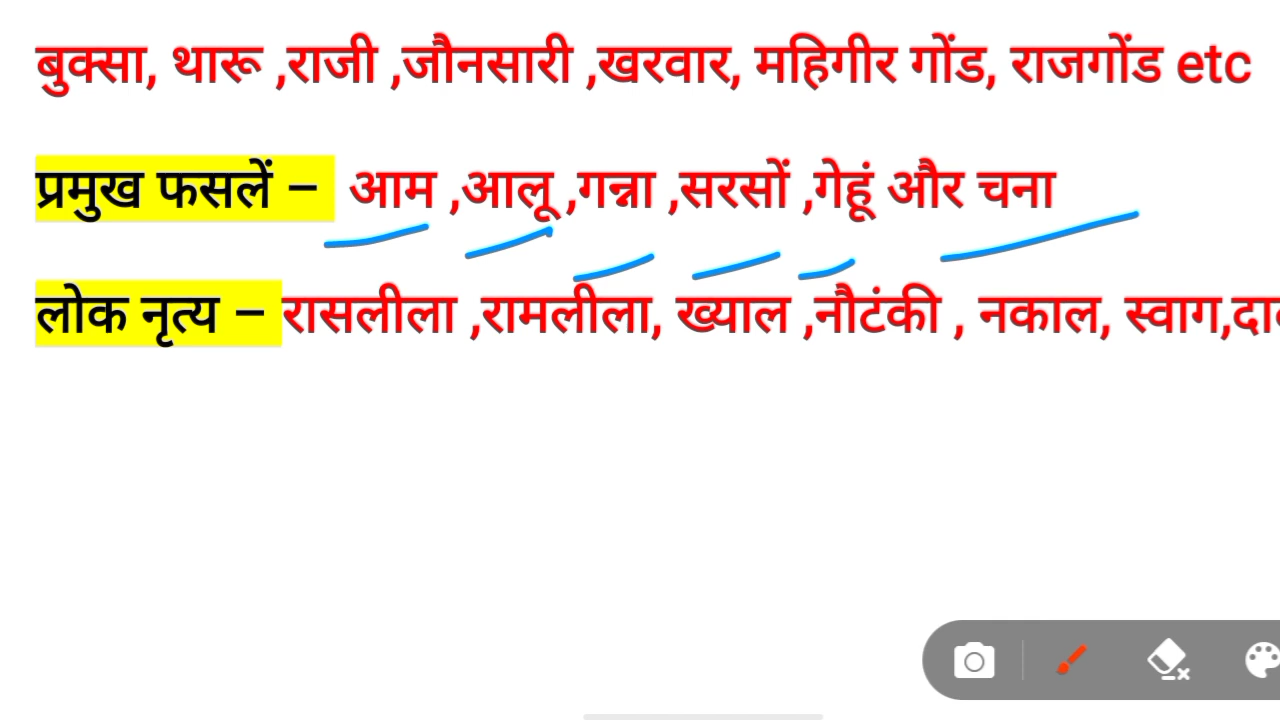 बुक्सा, थारू ,राजी ,जौनसारी ,खरवार, महिगीर गोंड, राजगोंड etc
प्रमुख फसलें – आम ,आलू ,गन्ना ,सरसों ,गेहूं और चना
लोक नृत्य – रासलीला ,रामलीला, ख्याल ,नौटंकी , नकाल, स्वाग,